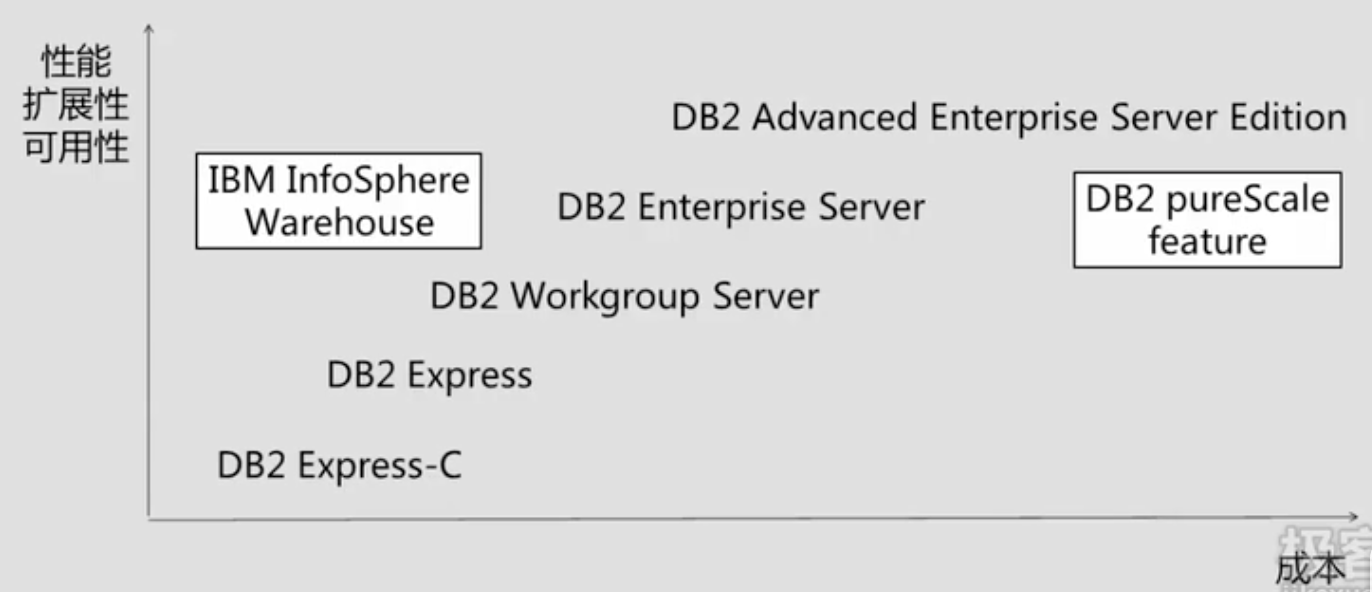 性能
扩展性
可用性
DB2 Advanced Enterprise Server Edition
IBM InfoSphere
Warehouse
DB2 Enterprise Server
DB2 pureScale
feature
DB2 Workgroup Server
DB2 Express
DB2 Express-C
成本